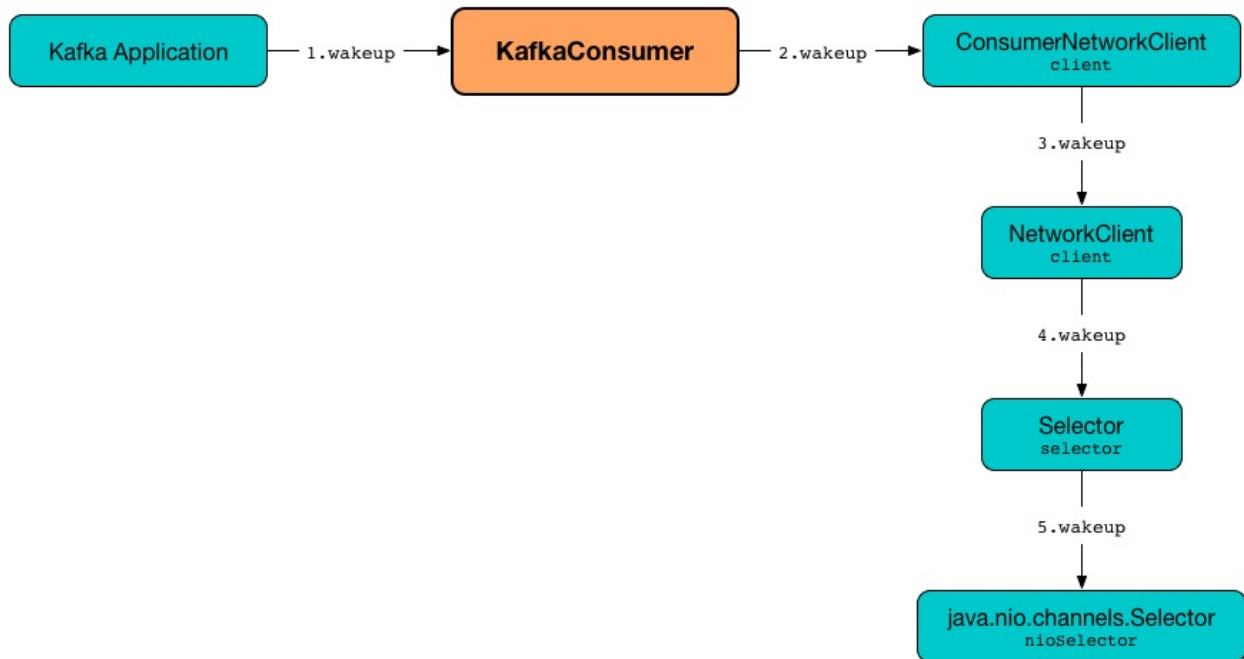 Kafka Application
1.wakeup
KafkaConsumer
2.wakeup
ConsumerNetworkClient
client
3.wakeup
NetworkClient
client
4.wakeup
Selector
selector
5.wakeup
java.nio.channels.Selector
nioSelector